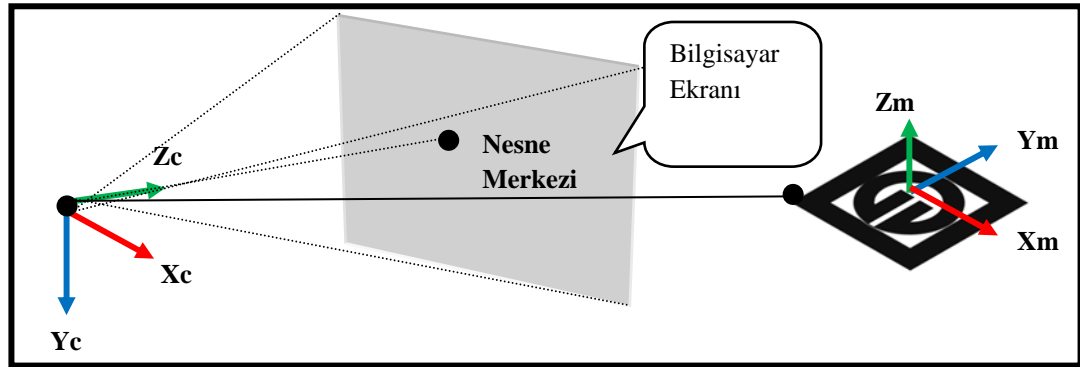 Bilgisayar
Ekranı
Zm
Ym
Nesne
Merkezi
Zc
Xm
Xc
Yc